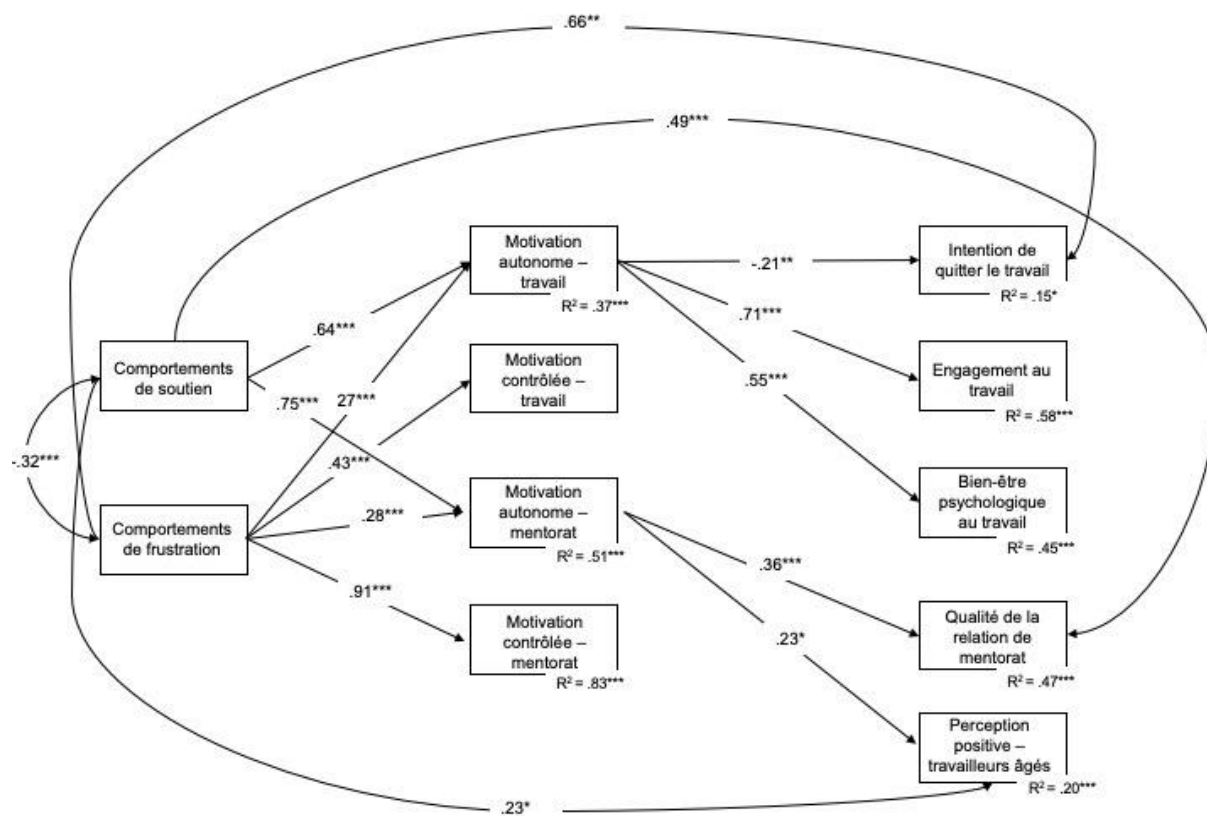 .66**
.49***
Motivation
autonome –
travail
R² = .37***
-.21**
Intention de
quitter le travail
R² = .15*
.64***
.71***
Comportements
de soutien
Motivation
contrôlée –
travail
Engagement au
travail
R² = .58***
.75***
27***
.55***
-.32***
.43***
Comportements
de frustration
.28***
Motivation
autonome –
mentorat
R² = .51***
Bien-être
psychologique
au travail
R² = .45***
.36***
.91***
Motivation
contrôlée –
mentorat
R² = .83***
.23*
Qualité de la
relation de
mentorat
R² = .47***
Perception
positive –
travailleurs âgés
R² = .20***
.23*